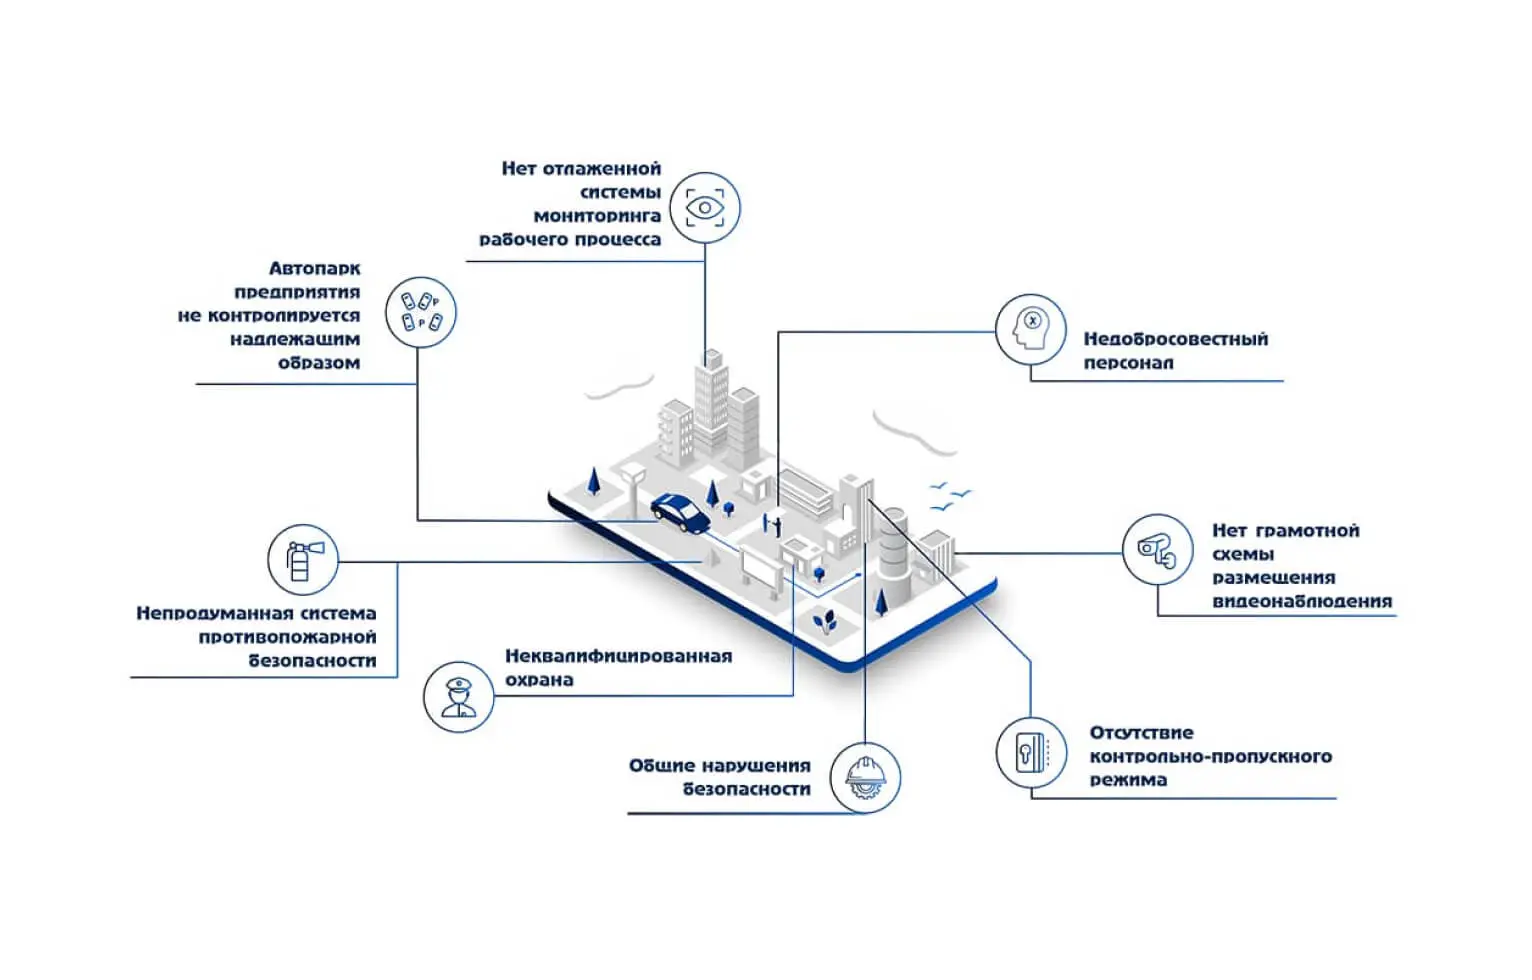 Нет отлаженной
системы
мониторинга
рабочего процесса
Автопарк
предприятия
не контролируется
надлежащим
образом
P
P
X
Недобросовестный
персонал
Нет грамотной
схемы
размещения
видеонаблюдения
Непродуманная система
противопожарной
безопасности
Неквалифицированная
охрана
Общие нарушения
безопасности
Отсутствие
контрольно-пропускного
режима